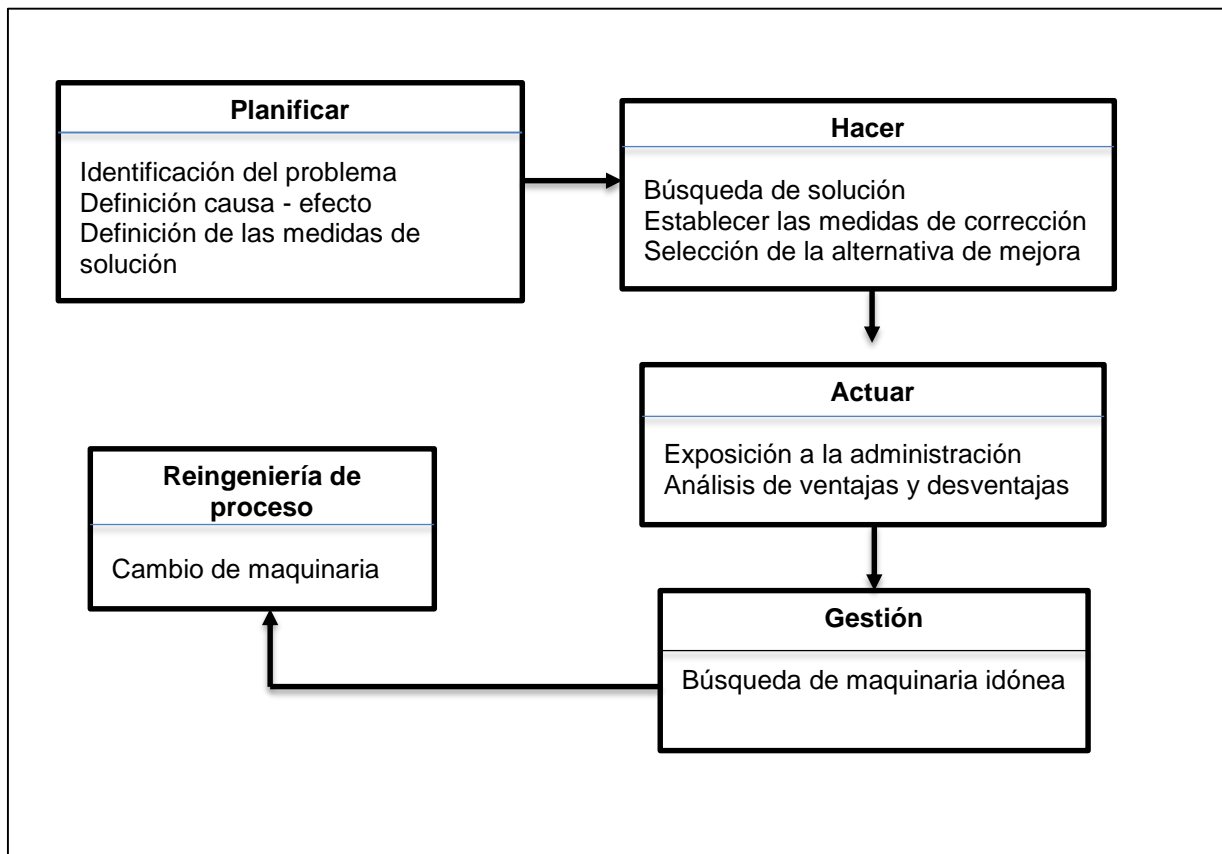 Planificar
Identificación del problema
Definición causa - efecto
Definición de las medidas de
solución
Hacer
Búsqueda de solución
Establecer las medidas de corrección
Selección de la alternativa de mejora
Actuar
Exposición a la administración
Análisis de ventajas y desventajas
Gestión
Búsqueda de maquinaria idónea
Reingeniería de
proceso
Cambio de maquinaria